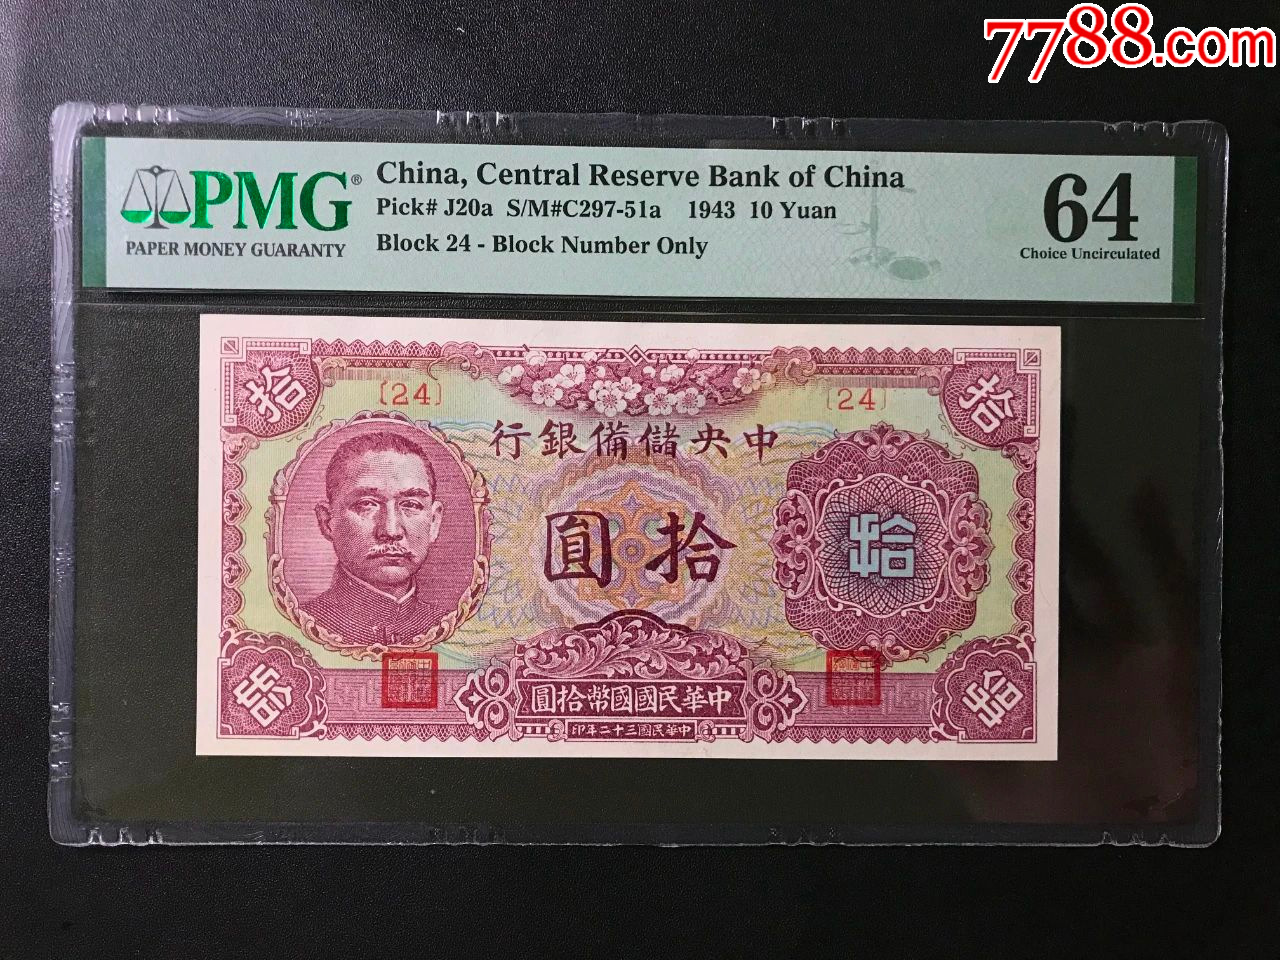 7788.com
PMG®
PAPER MONEY GUARANTY
China, Central Reserve Bank of China
Pick# J20a S/M#C297-51a 1943 10 Yuan
Block 24 - Block Number Only
64
Choice Uncirculated
拾
拾
[24]
[24]
行銀備儲央中
圓拾
拾
圓拾幣國國民華中
印年二十三國民華中
拾
拾